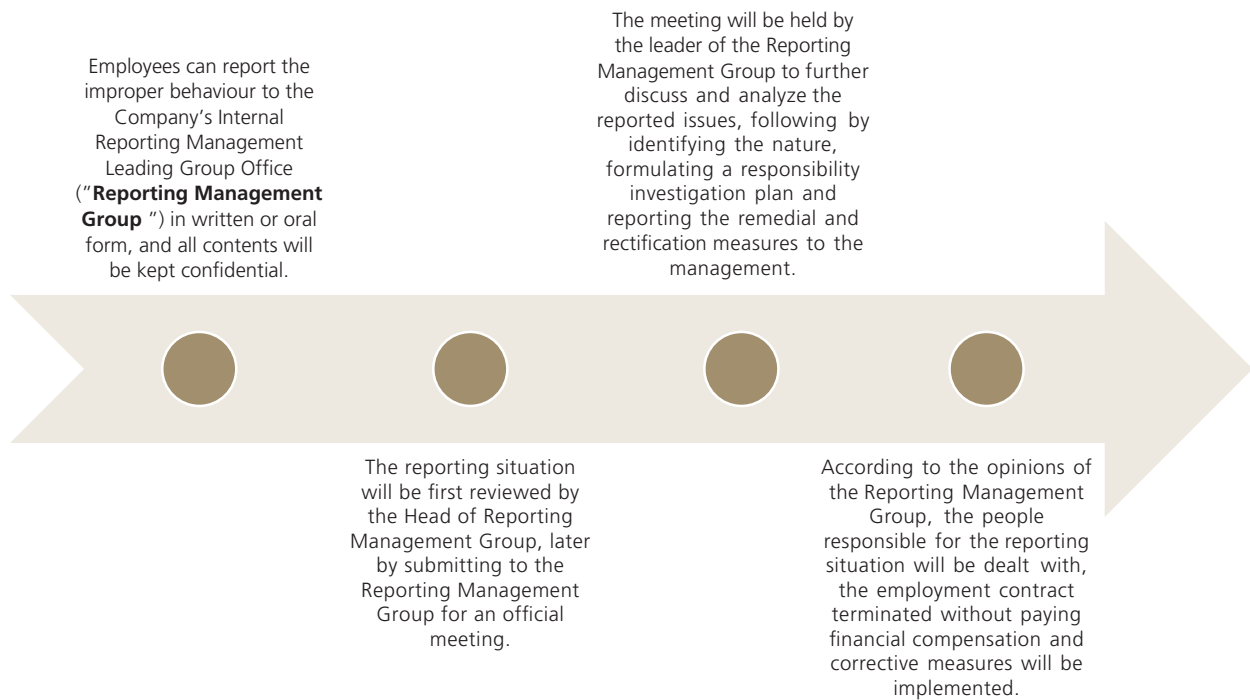 Employees can report the
improper behaviour to the
Company’s Internal
Reporting Management
Leading Group Office
(“Reporting Management
Group ”) in written or oral
form, and all contents will
be kept confidential.
The reporting situation
will be first reviewed by
the Head of Reporting
Management Group, later
by submitting to the
Reporting Management
Group for an official
meeting.
The meeting will be held by
the leader of the Reporting
Management Group to further
discuss and analyze the
reported issues, following by
identifying the nature,
formulating a responsibility
investigation plan and
reporting the remedial and
rectification measures to the
management.
According to the opinions of
the Reporting Management
Group, the people
responsible for the reporting
situation will be dealt with,
the employment contract
terminated without paying
financial compensation and
corrective measures will be
implemented.